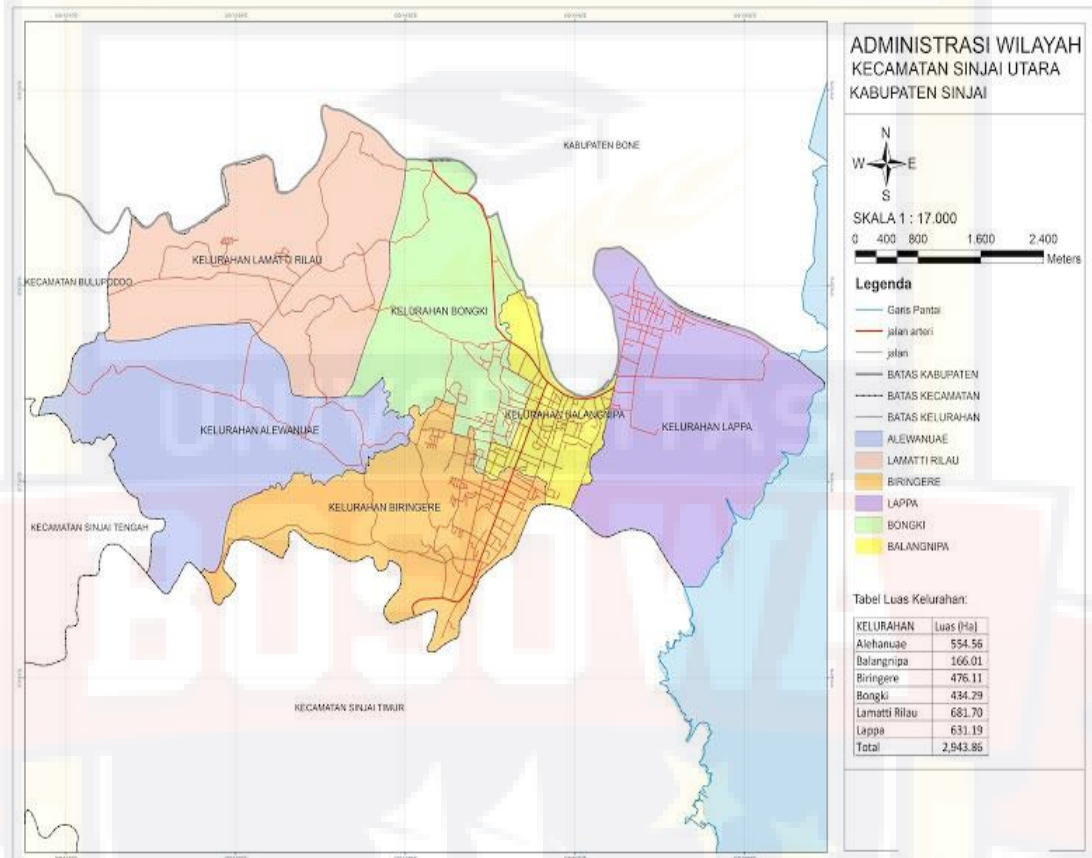 ADMINISTRASI WILAYAH
KECAMATAN SINJAI UTARA
KABUPATEN SINJAI
N
W E
S
SKALA 1 : 17.000
0 400 800 1.600 2.400
Meters
Legenda
Garis Pantai
jalan arteri
jalan
BATAS KABUPATEN
BATAS KECAMATAN
BATAS KELURAHAN
ALEWANUAE
LAMATTI RILAU
BIRINGERE
LAPPA
BONGKI
BALANGNIPA
Tabel Luas Kelurahan:
KELURAHAN Luas (Ha)
Alehanuae 554.56
Balangnipa 166.01
Biringere 476.11
Bongki 434.29
Lamatti Rilau 681.70
Lappa 631.19
Total 2,943.86
KABUPATEN BONE
KELURAHAN LAMATTI RILAU
KECAMATAN BULUPODDO
KELURAHAN BONGKI
KELURAHAN BALANGNIPA
KELURAHAN LAPPA
KELURAHAN ALEWANUAE
KELURAHAN BIRINGERE
KECAMATAN SINJAI TENGAH
KECAMATAN SINJAI TIMUR
UNIVERSITAS
BOSOWA